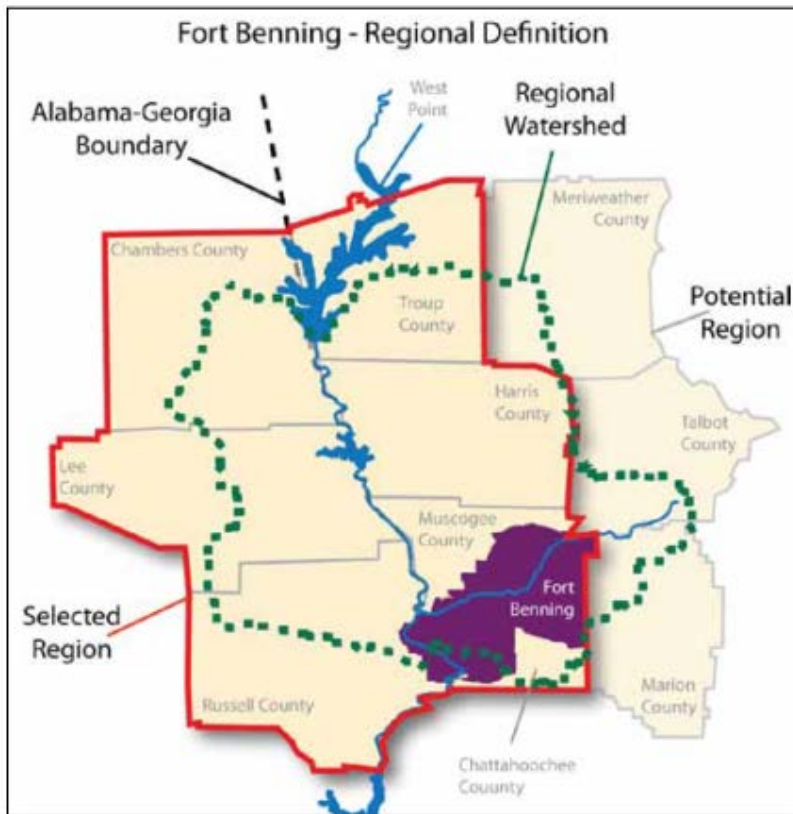 Fort Benning - Regional Definition
West
Point
Alabama-Georgia
Boundary
Regional
Watershed
Meriweather
County
Chambers County
Troup
County
Potential
Region
Harris
County
Talbot
County
Lee
County
Muscogee
County
Fort
Benning
Selected
Region
Russell County
Marion
County
Chattahoochee
Couunty